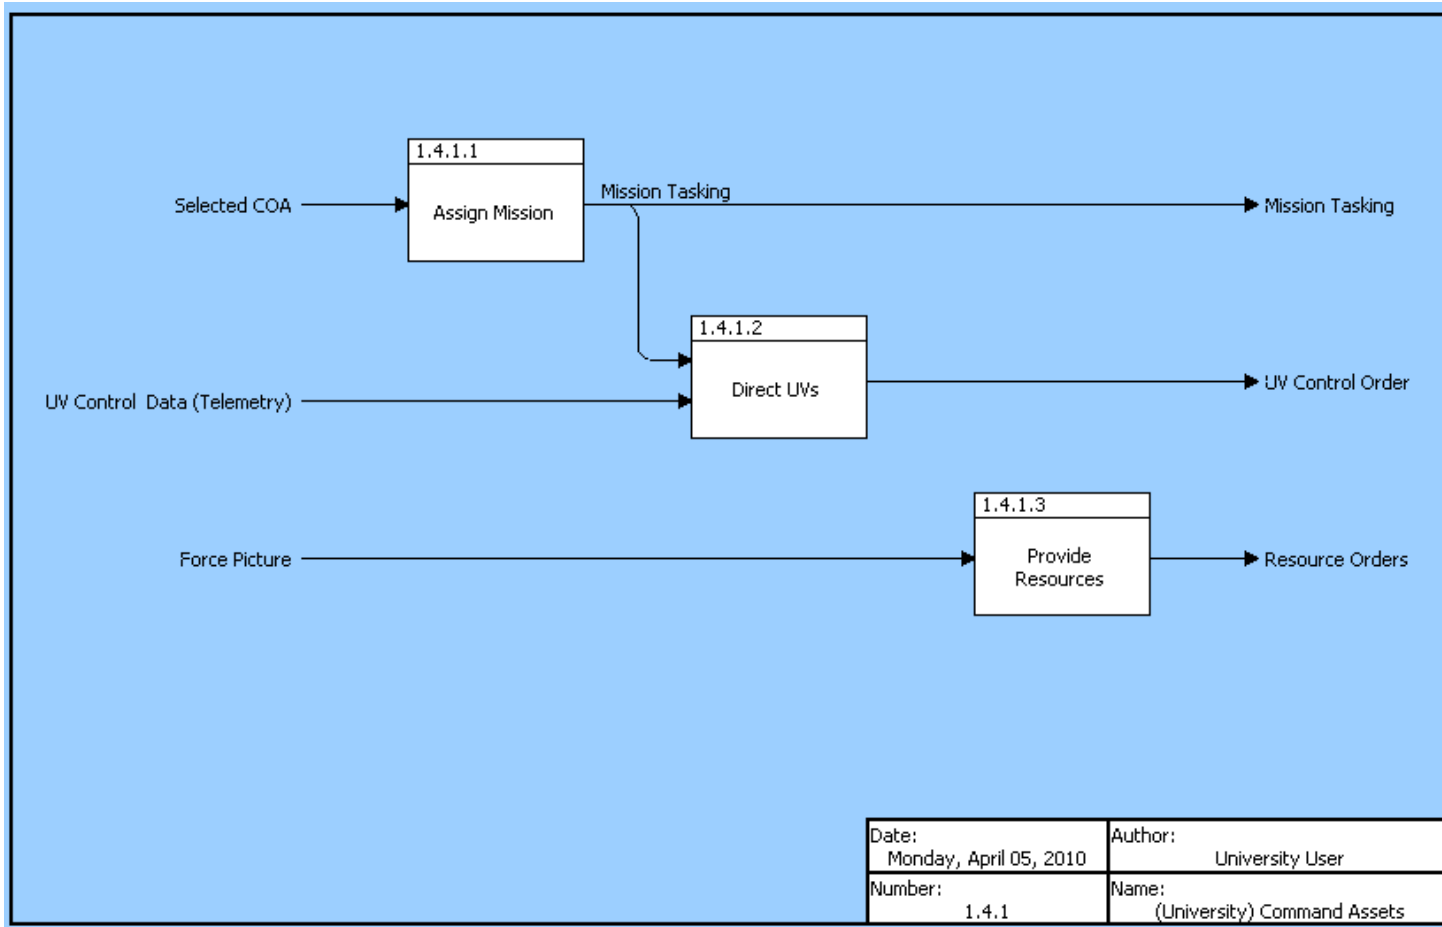 1.4.1.1
Selected COA
Assign Mission
Mission Tasking
Mission Tasking
1.4.1.2
UV Control  Data (Telemetry)
Direct UVs
UV Control Order
1.4.1.3
Force Picture
Provide
Resources
Resource Orders
Date:
Monday, April 05, 2010
Author:
University User
Number:
1.4.1
Name:
(University) Command Assets